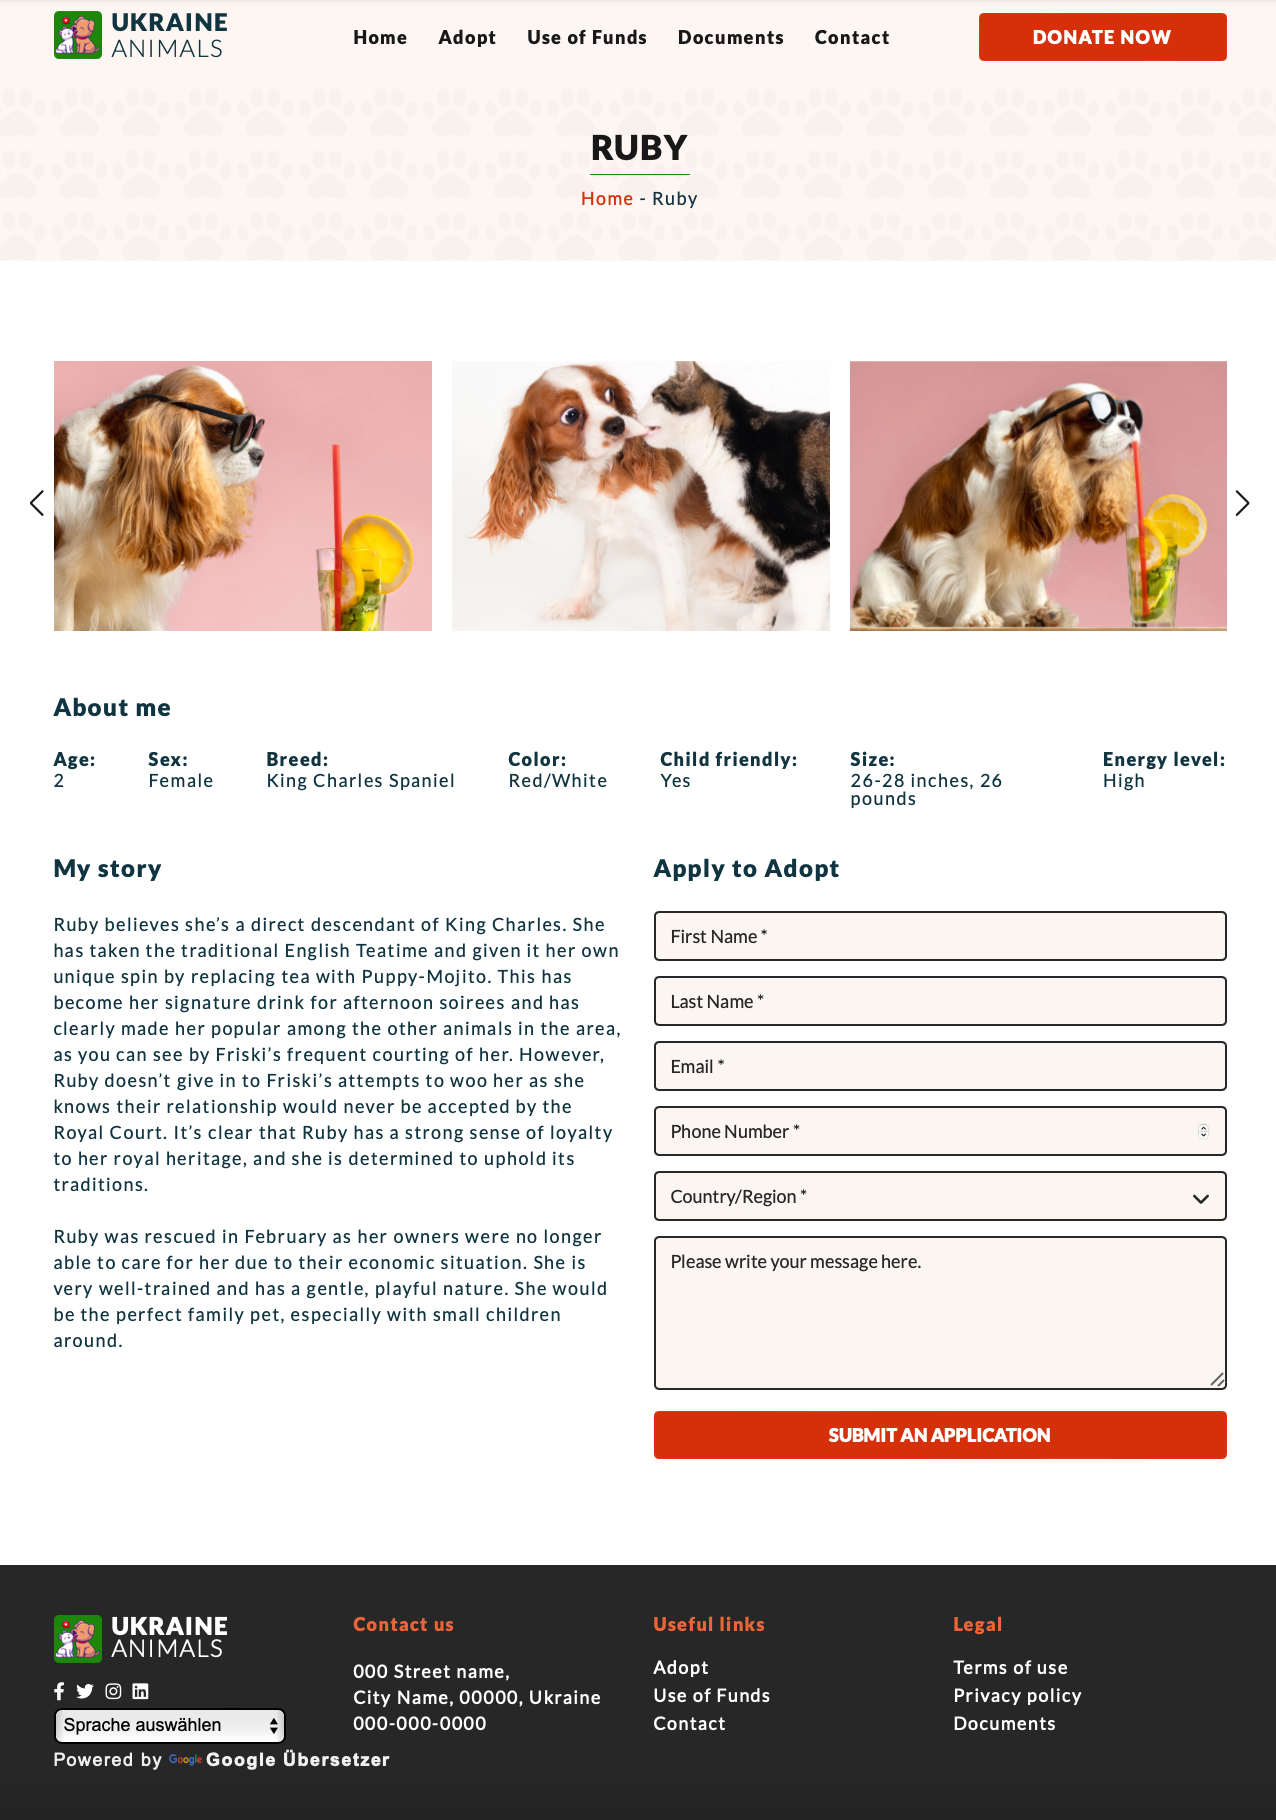 UKRAINE
ANIMALS
Home Adopt Use of Funds Documents Contact
DONATE NOW
RUBY
Home - Ruby
About me
Age:
2
Sex:
Female
Breed:
King Charles Spaniel
Color:
Red/White
Child friendly:
Yes
Size:
26-28 inches, 26
pounds
Energy level:
High
My story
Ruby believes she’s a direct descendant of King Charles. She
has taken the traditional English Teatime and given it her own
unique spin by replacing tea with Puppy-Mojito. This has
become her signature drink for afternoon soirees and has
clearly made her popular among the other animals in the area,
as you can see by Friski’s frequent courting of her. However,
Ruby doesn’t give in to Friski’s attempts to woo her as she
knows their relationship would never be accepted by the
Royal Court. It’s clear that Ruby has a strong sense of loyalty
to her royal heritage, and she is determined to uphold its
traditions.
Ruby was rescued in February as her owners were no longer
able to care for her due to their economic situation. She is
very well-trained and has a gentle, playful nature. She would
be the perfect family pet, especially with small children
around.
Apply to Adopt
First Name *
Last Name *
Email *
Phone Number *
Country/Region *
Please write your message here.
SUBMIT AN APPLICATION
UKRAINE
ANIMALS
Sprache auswählen
Powered by Google Google Übersetzer
Contact us
000 Street name,
City Name, 00000, Ukraine
000-000-0000
Useful links
Adopt
Use of Funds
Contact
Legal
Terms of use
Privacy policy
Documents